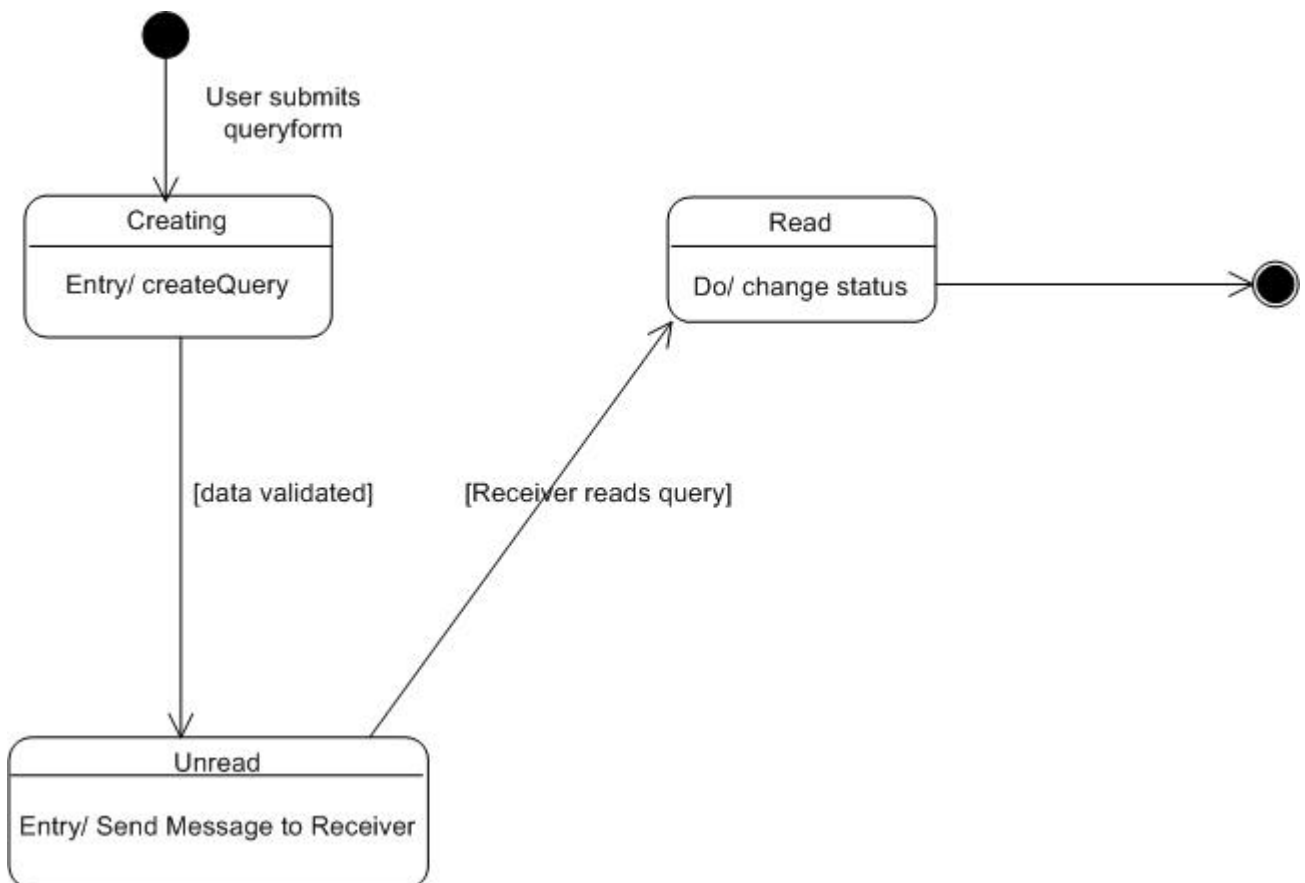 User submits
queryform
Creating
Entry/ createQuery
Read
Do/ change status
[data validated]
[Receiver reads query]
Unread
Entry/ Send Message to Receiver